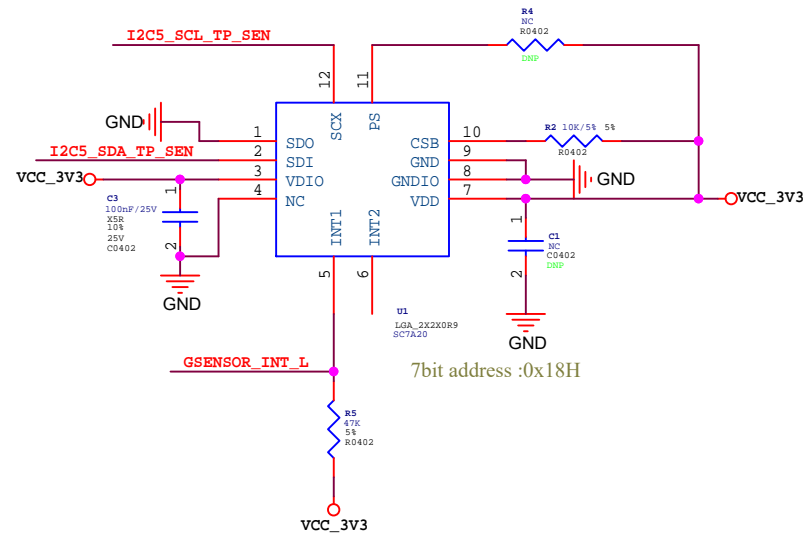 R4
NC
R0402
DNP
I2C5_SCL_TP_SEN
12
11
SCX
PS
GND
1
SDO
CSB
10
R2 10K/5% 5%
R0402
I2C5_SDA_TP_SEN
2
SDI
GND
9
VCC_3V3
3
VDIO
GNDIO
8
GND
4
NC
VDD
7
VCC_3V3
1
C3
100nF/25V
X5R
10%
25V
C0402
2
GND
INT1
INT2
5
6
1
C1
NC
C0402
DNP
2
GND
U1
LGA_2X2X0R9
SC7A20
GSENSOR_INT_L
7bit address :0x18H
R5
47K
5%
R0402
VCC_3V3